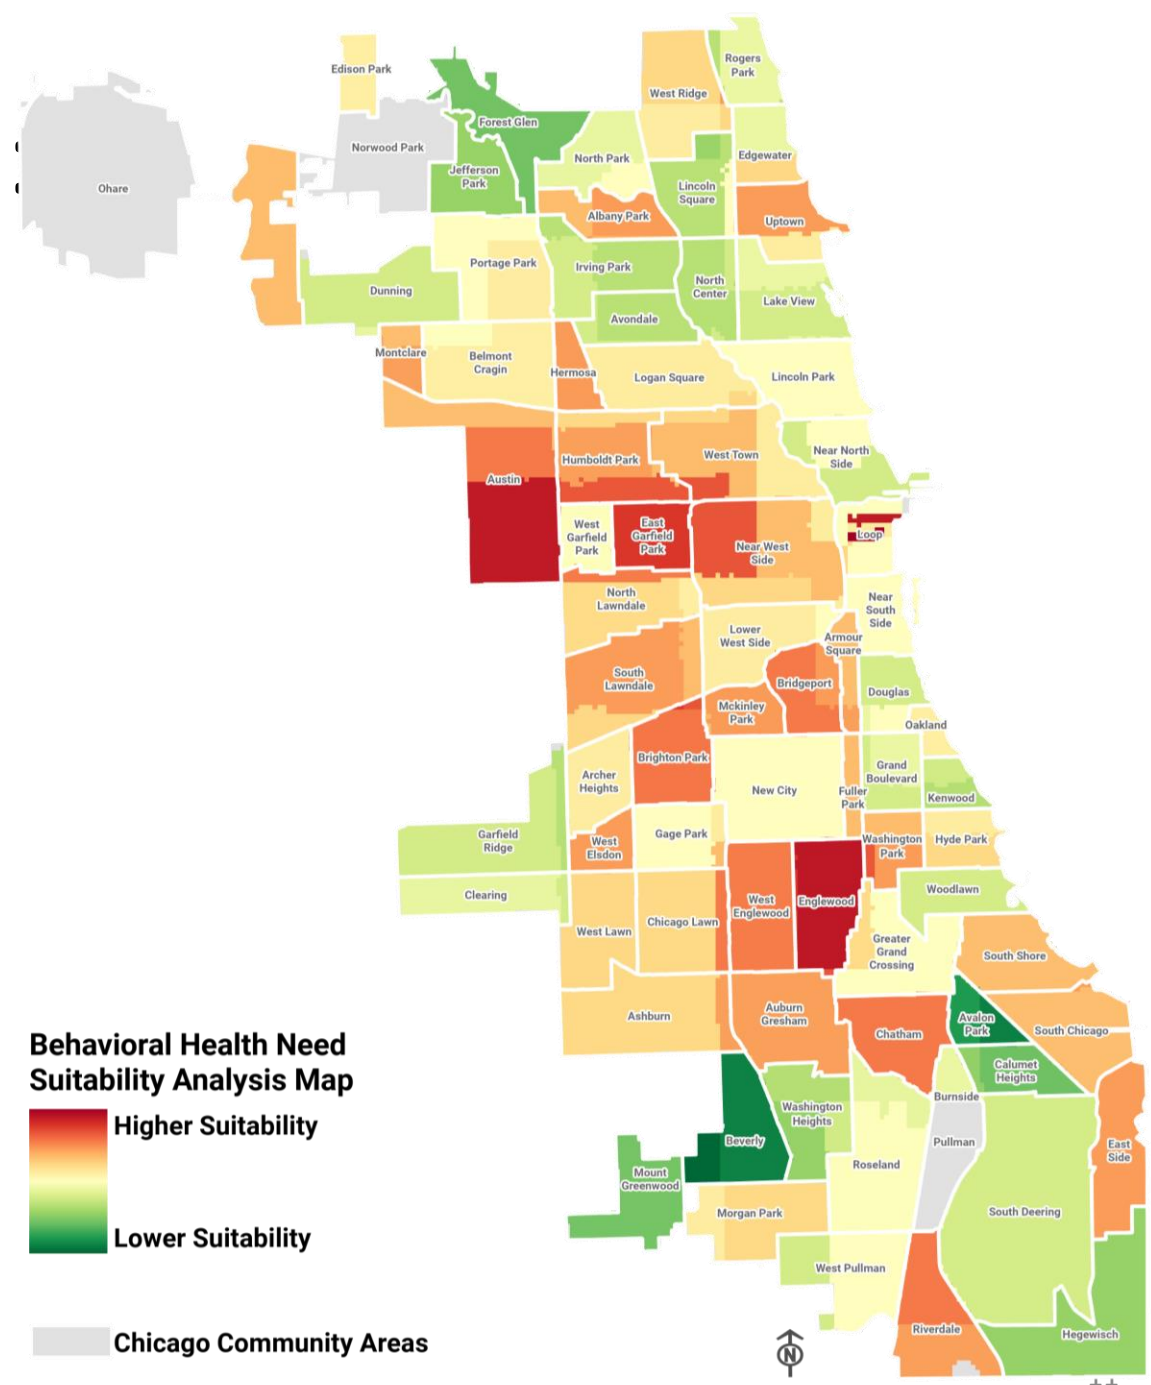 Edison Park
Rogers
Park
West Ridge
Forest Glen
Norwood Park
North Park
Edgewater
Jefferson
Park
Ohare
Lincoln
Square
Albany Park
Uptown
Portage Park
Irving Park
Dunning
North
Center
Lake View
Avondale
Montclare
Belmont
Cragin
Hermosa
Logan Square
Lincoln Park
Humboldt Park
West Town
Near North
Side
Austin
West
Garfield
Park
East
Garfield
Park
Loop
Near West
Side
North
Lawndale
Near
South
Side
Lower
West Side
Armour
Square
South
Lawndale
Bridgeport
Douglas
Mckinley
Park
Oakland
Brighton Park
Archer
Heights
New City
Grand
Boulevard
Fuller
Park
Kenwood
Garfield
Ridge
West
Elsdon
Gage Park
Washington
Park
Hyde Park
Clearing
Woodlawn
West
Englewood
Englewood
West Lawn
Chicago Lawn
Greater
Grand
Crossing
South Shore
Ashburn
Auburn
Gresham
Chatham
Avalon
Park
South Chicago
Calumet
Heights
Burnside
Washington
Heights
Beverly
Pullman
East
Side
Mount
Greenwood
Roseland
Morgan Park
South Deering
West Pullman
Riverdale
Hegewisch
Behavioral Health Need
Suitability Analysis Map
Higher Suitability
Lower Suitability
Chicago Community Areas
N